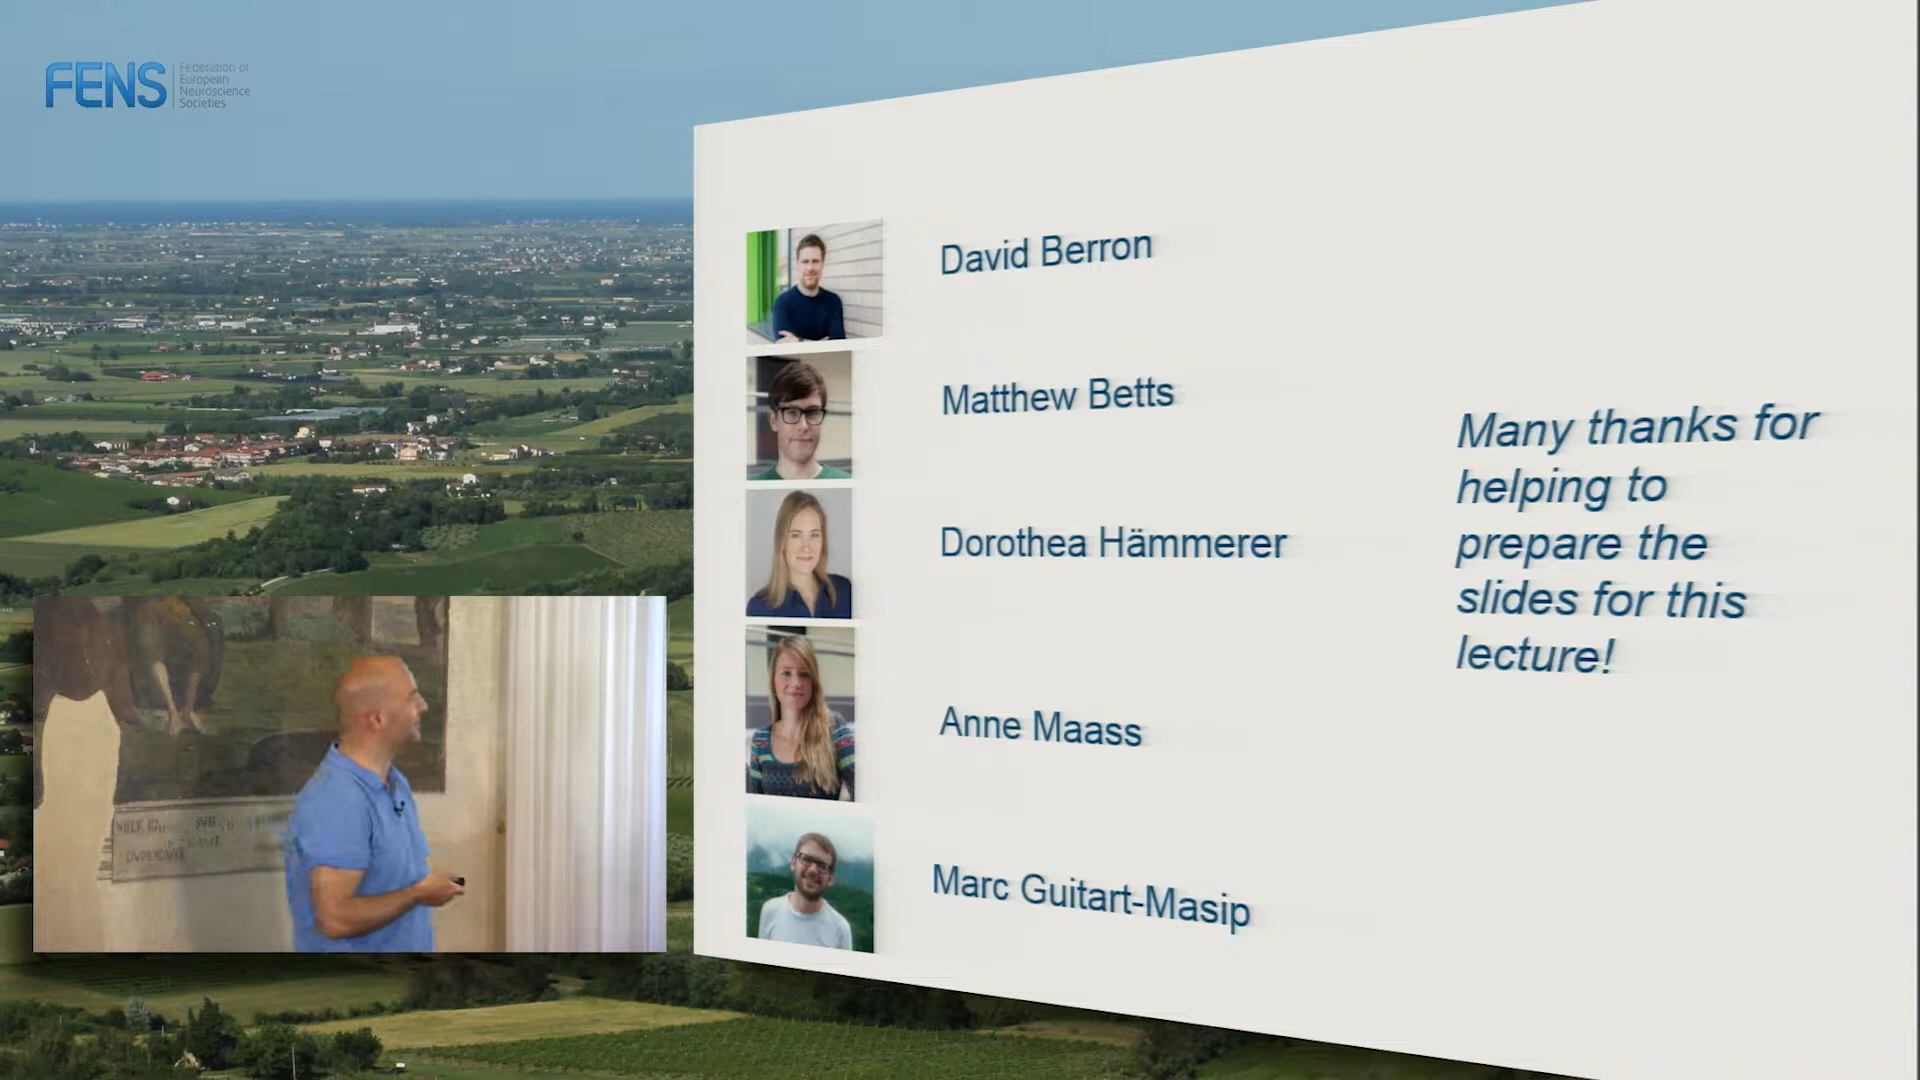 FENS
Federation of
European
Neuroscience
Societies
David Berron
Matthew Betts
Dorothea Hämmerer
Anne Maass
Marc Guitart-Masip
Many thanks for
helping to
prepare the
slides for this
lecture!